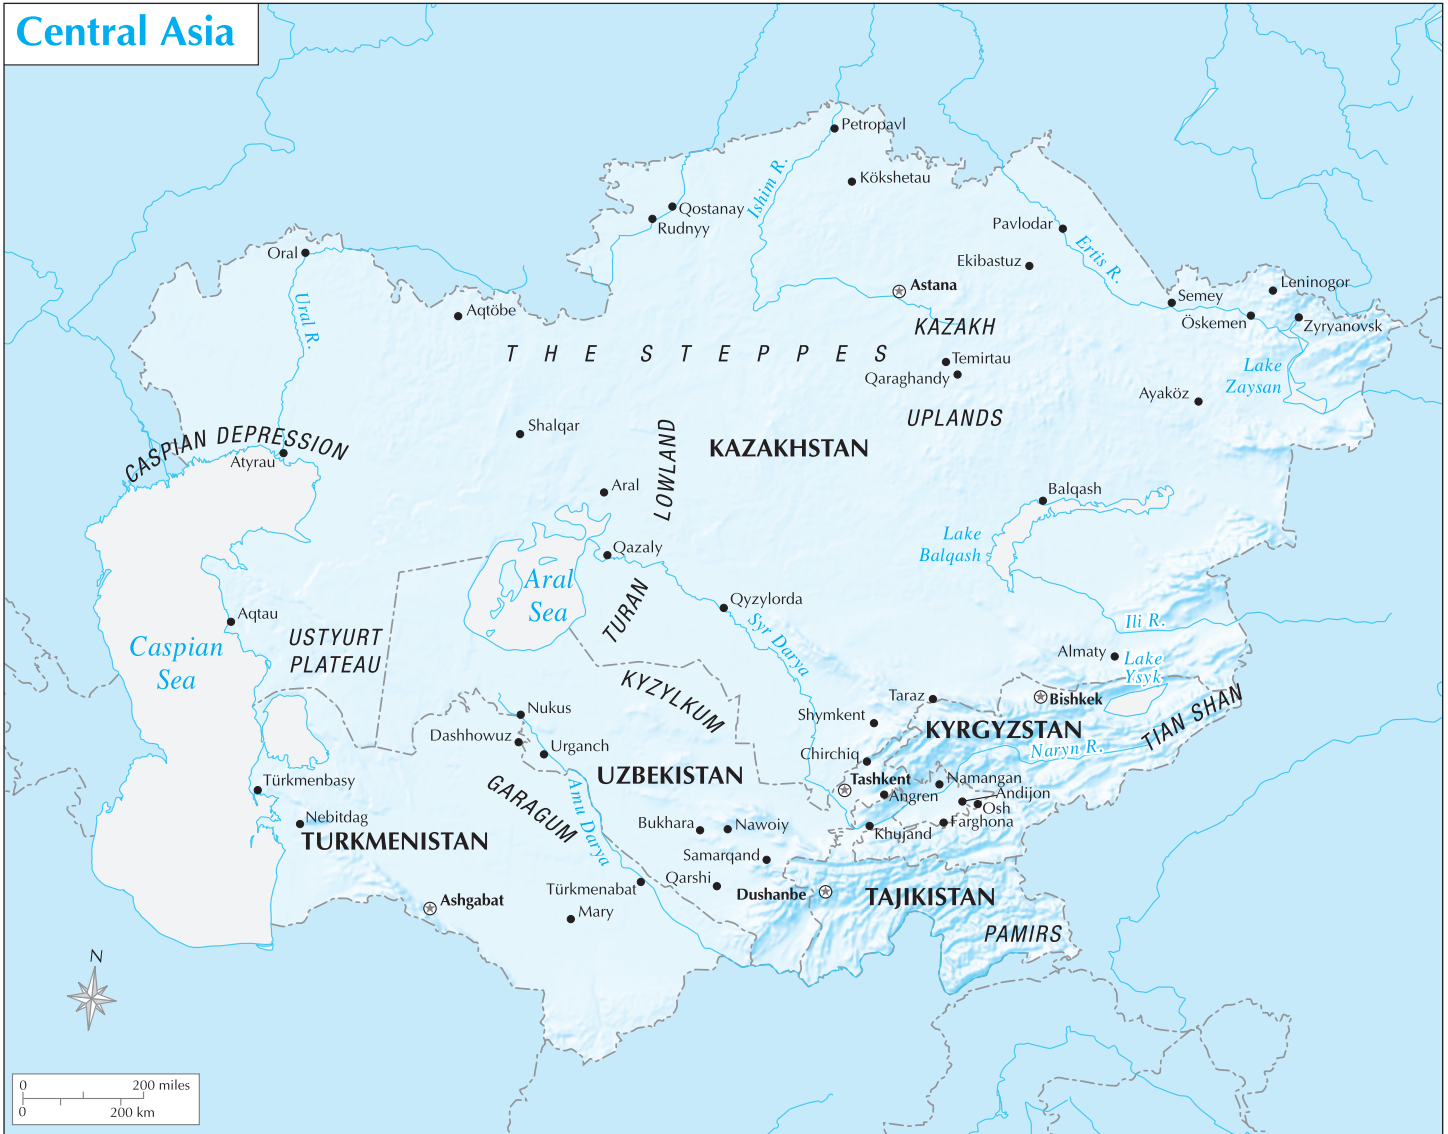 Central Asia
Petropavl
Kökshetau
Ishim R.
Qostanay
Rudnyy
Pavlodar
Ertis R.
Oral
Ekibastuz
Leninogor
Astana
Semey
Ural R.
Aqtöbe
Öskemen
Zyryanovsk
KAZAKH
THE STEPPES
Temirtau
Lake
Zaysan
Qaraghandy
Ayaköz
UPLANDS
Shalqar
CASPIAN DEPRESSION
KAZAKHSTAN
Atyrau
LOWLAND
Aral
Balqash
Lake
Balqash
Qazaly
Aral
Sea
TURAN
Qyzylorda
Aqtau
Syr Darya
Ili R.
USTYURT
PLATEAU
Caspian
Sea
Almaty
Lake
Ysyk
KYZYLKUM
Taraz
Bishkek
Nukus
Shymkent
KYRGYZSTAN
TIAN SHAN
Dashhowuz
Urganch
Naryn R.
Chirchiq
Türkmenbasy
UZBEKISTAN
Tashkent
Namangan
GARAGUM
Amu Darya
Angren
Andijon
Osh
Nebitdag
Bukhara
Nawoiy
Khujand
Farghona
TURKMENISTAN
Samarqand
Qarshi
Türkmenabat
Dushanbe
TAJIKISTAN
Ashgabat
Mary
PAMIRS
N
0 200 miles
0 200 km